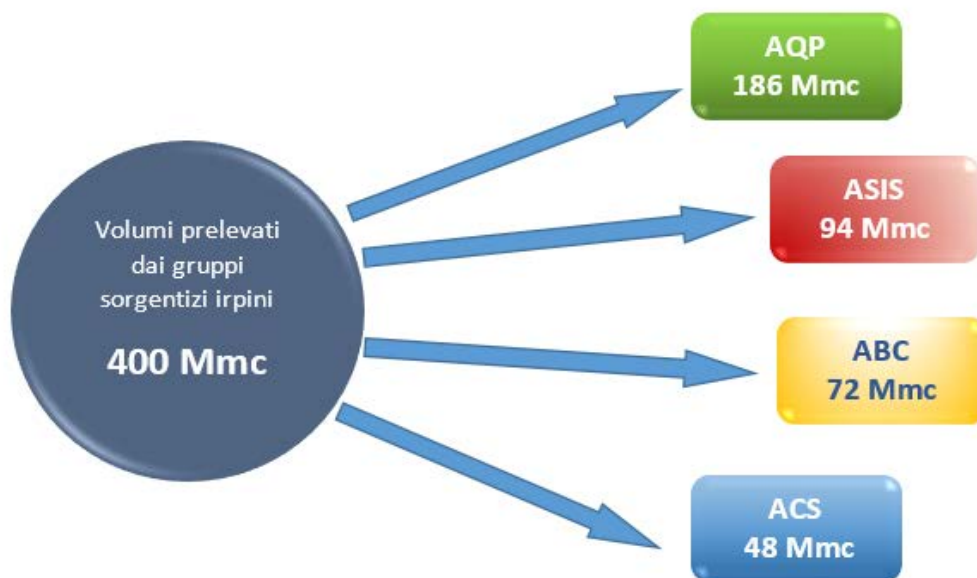 Volumi prelevati
dai gruppi
sorgentizi irpini
400 Mmc
AQP
186 Mmc
ASIS
94 Mmc
ABC
72 Mmc
ACS
48 Mmc